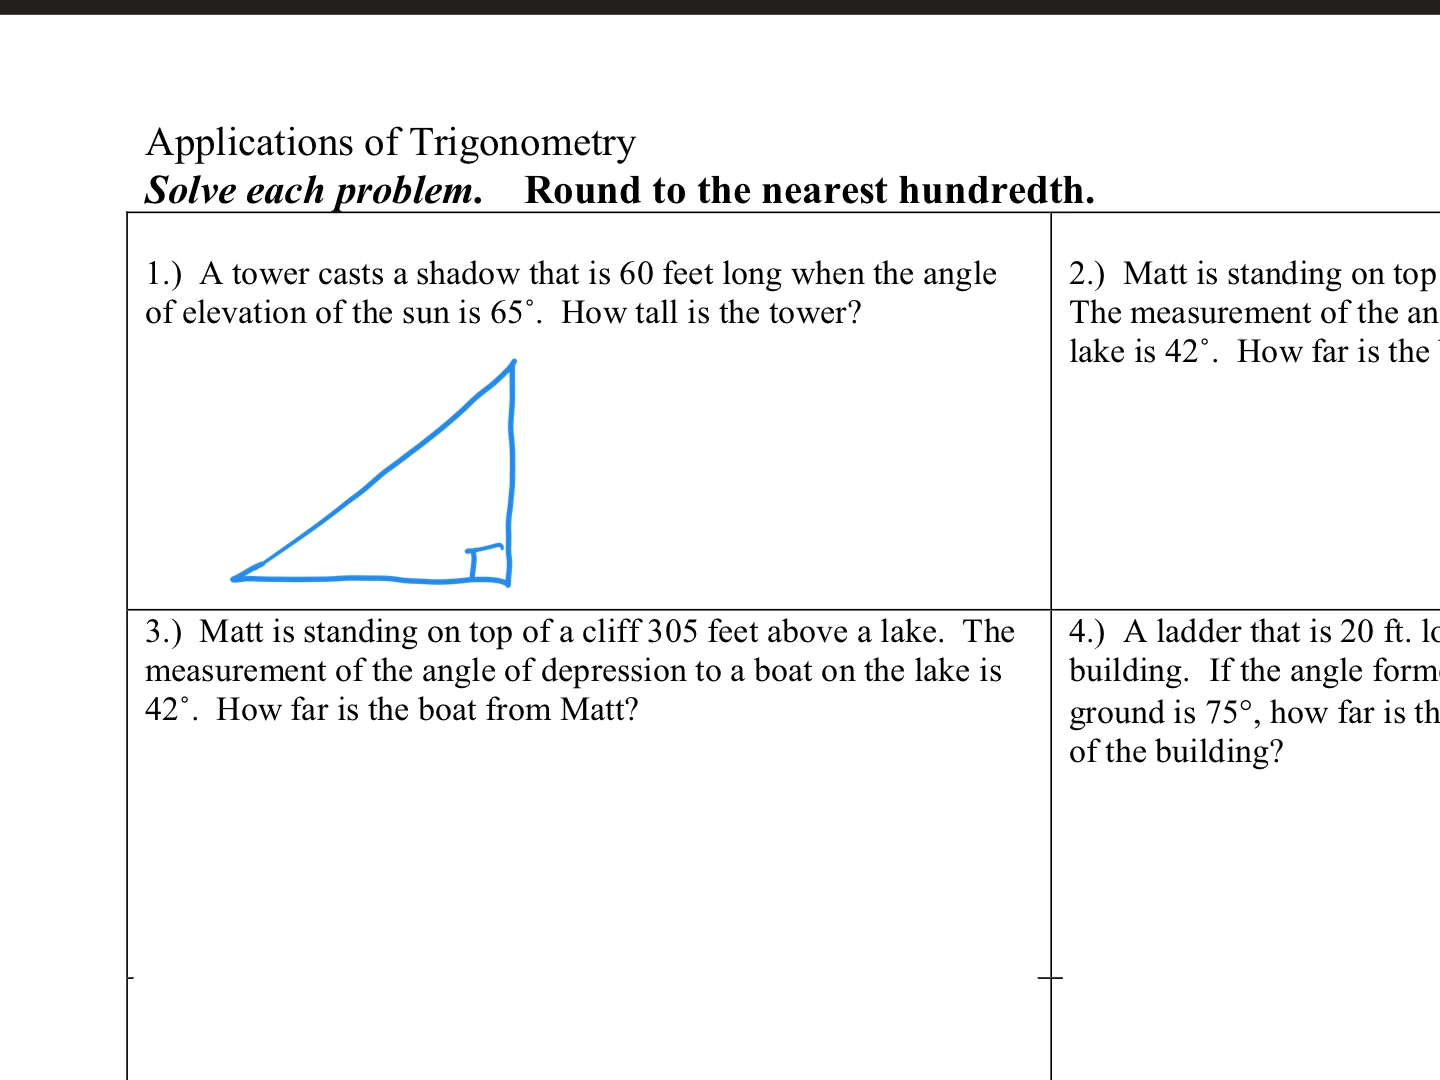 Applications of Trigonometry
Solve each problem. Round to the nearest hundredth.
1.) A tower casts a shadow that is 60 feet long when the angle
of elevation of the sun is 65˚. How tall is the tower?
2.) Matt is standing on top
The measurement of the an
lake is 42˚. How far is the
3.) Matt is standing on top of a cliff 305 feet above a lake. The
measurement of the angle of depression to a boat on the lake is
42˚. How far is the boat from Matt?
4.) A ladder that is 20 ft. lo
building. If the angle form
ground is 75°, how far is th
of the building?